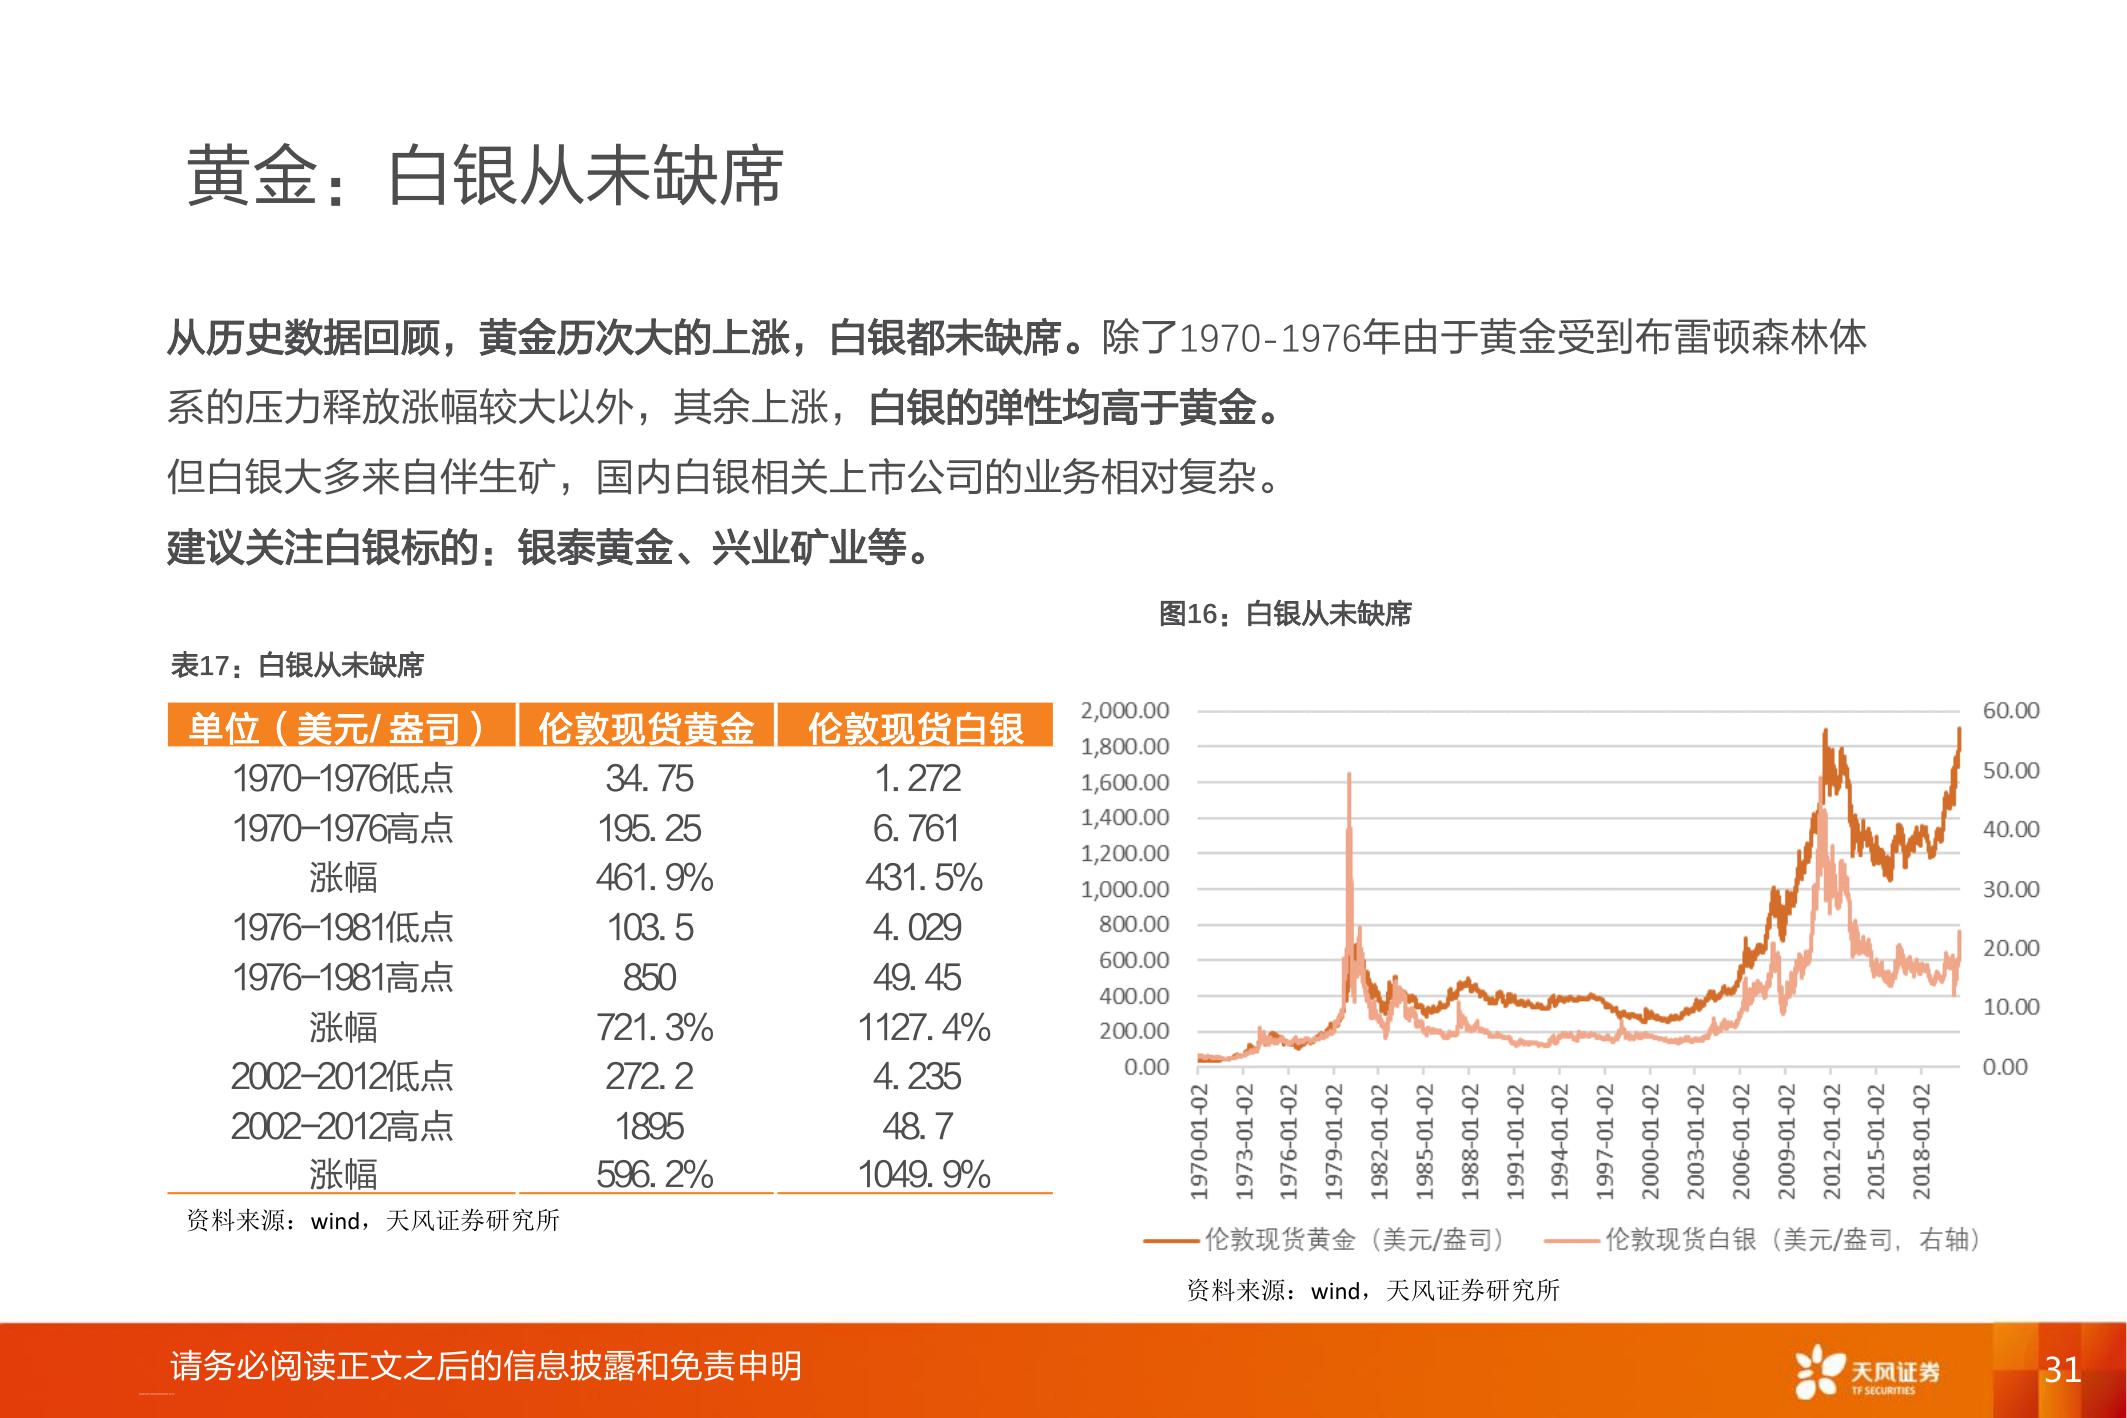 黄金：白银从未缺席
从历史数据回顾，黄金历次大的上涨，白银都未缺席。除了1970-1976年由于黄金受到布雷顿森林体
系的压力释放涨幅较大以外，其余上涨，白银的弹性均高于黄金。
但白银大多来自伴生矿，国内白银相关上市公司的业务相对复杂。
建议关注白银标的：银泰黄金、兴业矿业等。
表17：白银从未缺席
单位（美元/盎司） 伦敦现货黄金 伦敦现货白银
1970-1976低点 34.75 1.272
1970-1976高点 195.25 6.761
涨幅 461.9% 431.5%
1976-1981低点 103.5 4.029
1976-1981高点 850 49.45
涨幅 721.3% 1127.4%
2002-2012低点 272.2 4.235
2002-2012高点 1895 48.7
涨幅 596.2% 1049.9%
资料来源：wind，天风证券研究所
图16：白银从未缺席
2,000.00 60.00
1,800.00
50.00
1,600.00
1,400.00 40.00
1,200.00
1,000.00 30.00
800.00
20.00
600.00
400.00 10.00
200.00
0.00 0.00
1970-01-02 1973-01-02 1976-01-02 1979-01-02 1982-01-02 1985-01-02 1988-01-02 1991-01-02 1994-01-02 1997-01-02 2000-01-02 2003-01-02 2006-01-02 2009-01-02 2012-01-02 2015-01-02 2018-01-02
伦敦现货黄金（美元/盎司） 伦敦现货白银（美元/盎司，右轴）
资料来源：wind，天风证券研究所
请务必阅读正文之后的信息披露和免责申明
天风证券
TF SECURITIES
31